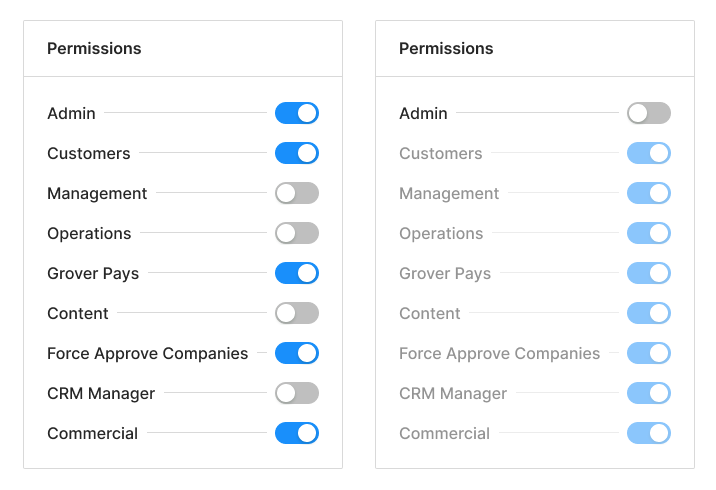 Permissions
Admin
Customers
Management
Operations
Grover Pays
Content
Force Approve Companies
CRM Manager
Commercial
Permissions
Admin
Customers
Management
Operations
Grover Pays
Content
Force Approve Companies
CRM Manager
Commercial